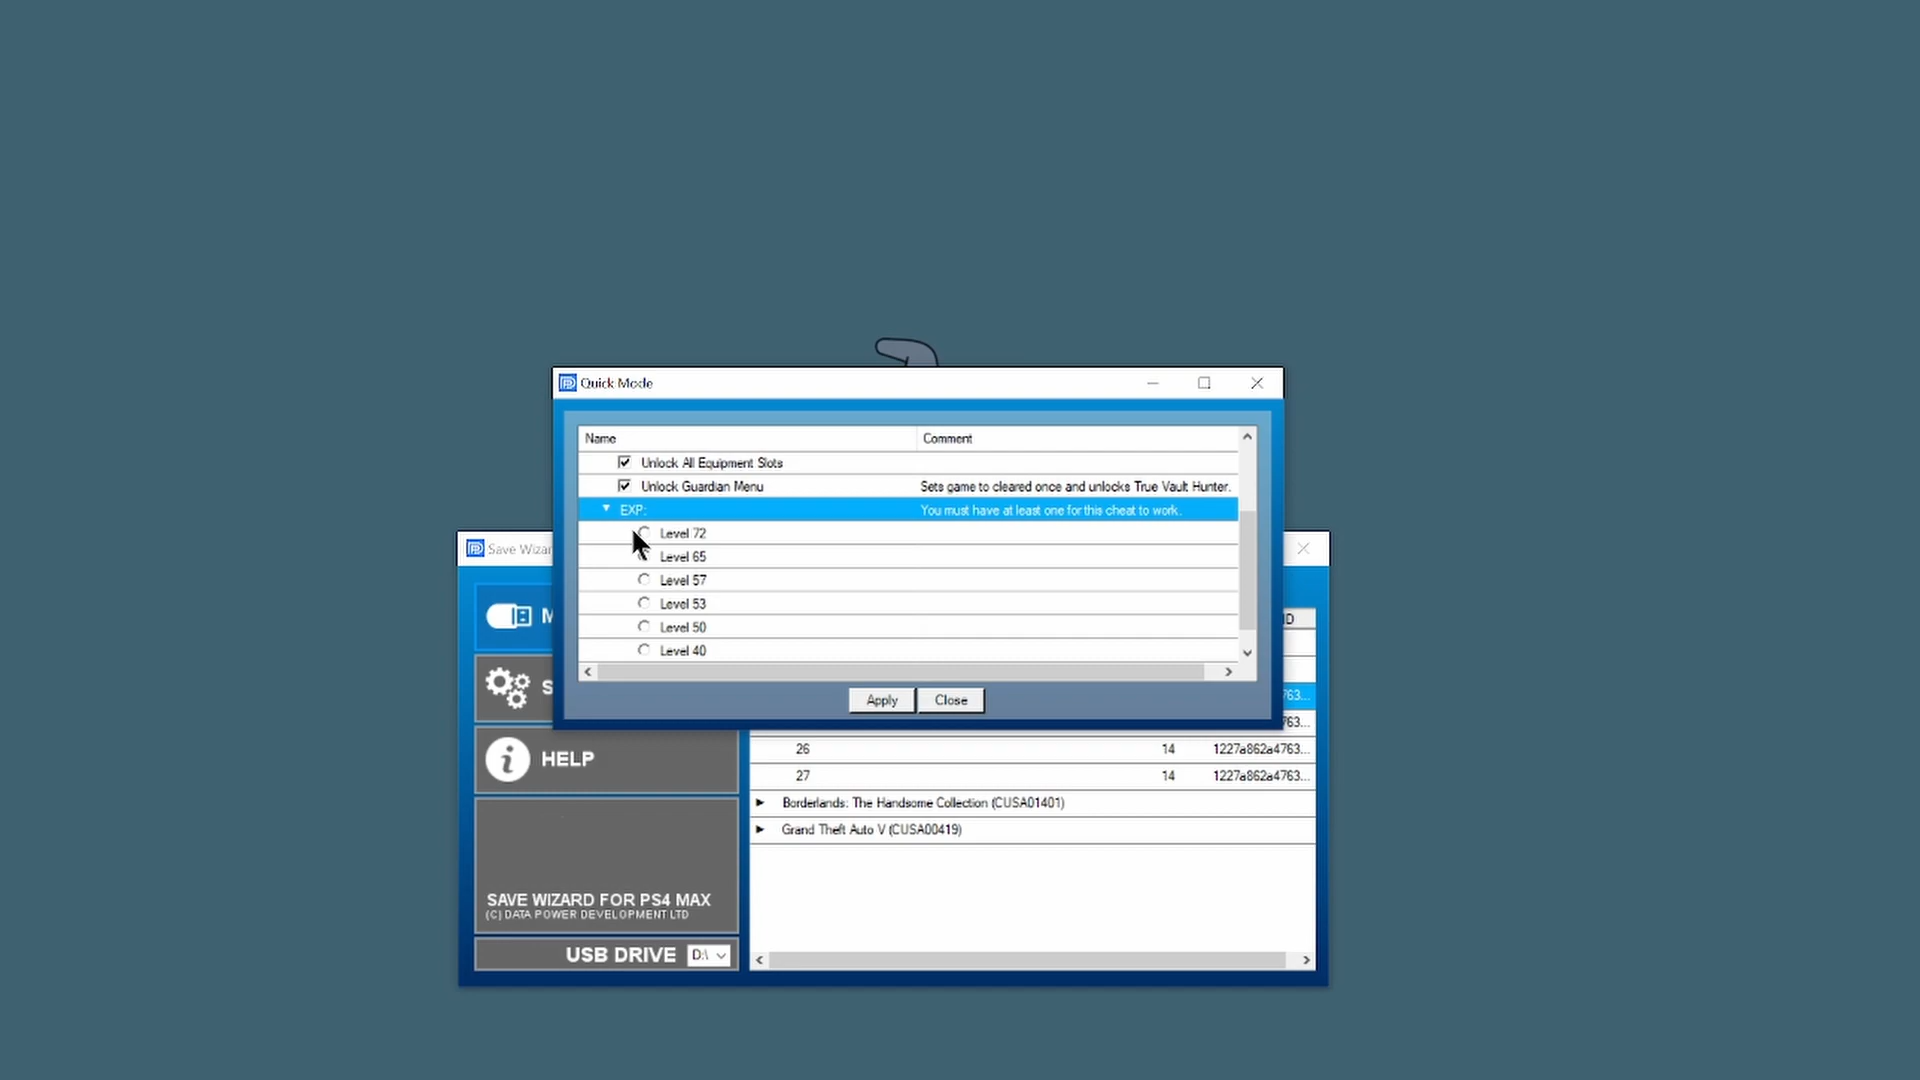 Quick Mode
Name Comment
Unlock All Equipment Slots
Unlock Guardian Menu Sets game to cleared once and unlocks True Vault Hunter.
EXP: You must have at least one for this cheat to work.
Level 72
Level 65
Level 57
Level 53
Level 50
Level 40
Apply Close
Save Wizar
ID
M
S
763...
763...
26 14 1227a862a4763...
27 14 1227a862a4763...
HELP
Borderlands: The Handsome Collection (CUSA01401)
Grand Theft Auto V (CUSA00419)
SAVE WIZARD FOR PS4 MAX
(C) DATA POWER DEVELOPMENT LTD
USB DRIVE D:\